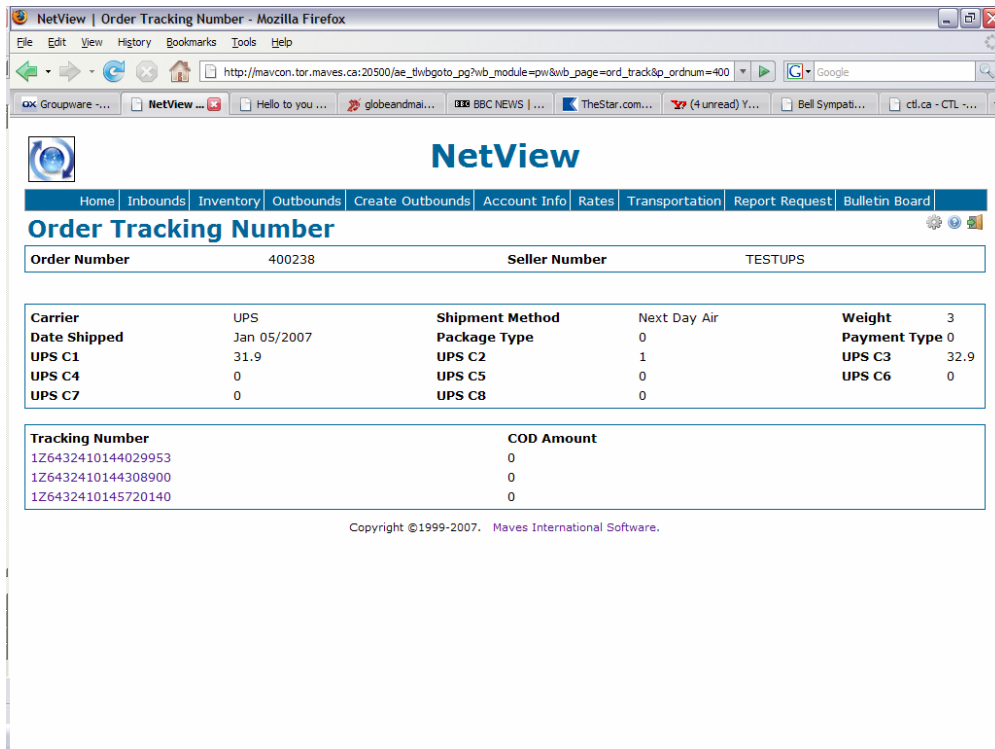 NetView | Order Tracking Number - Mozilla Firefox
File Edit View History Bookmarks Tools Help
http://mavcon.tor.maves.ca:20500/ae_tlwbgoto_pg?wb_module=pw&wb_page=ord_track&p_ordnum=400 G Google
ox Groupware -... NetView ... Hello to you ... globeandmai... BBC NEWS | ... TheStar.com... (4 unread) Y... Bell Sympati... ctl.ca - CTL -...
NetView
Home Inbounds Inventory Outbounds Create Outbounds Account Info Rates Transportation Report Request Bulletin Board
Order Tracking Number
Order Number 400238 Seller Number TESTUPS
Carrier UPS Shipment Method Next Day Air Weight 3
Date Shipped Jan 05/2007 Package Type 0 Payment Type 0
UPS C1 31.9 UPS C2 1 UPS C3 32.9
UPS C4 0 UPS C5 0 UPS C6 0
UPS C7 0 UPS C8 0
Tracking Number COD Amount
1Z6432410144029953 0
1Z6432410144308900 0
1Z6432410145720140 0
Copyright ©1999-2007. Maves International Software.